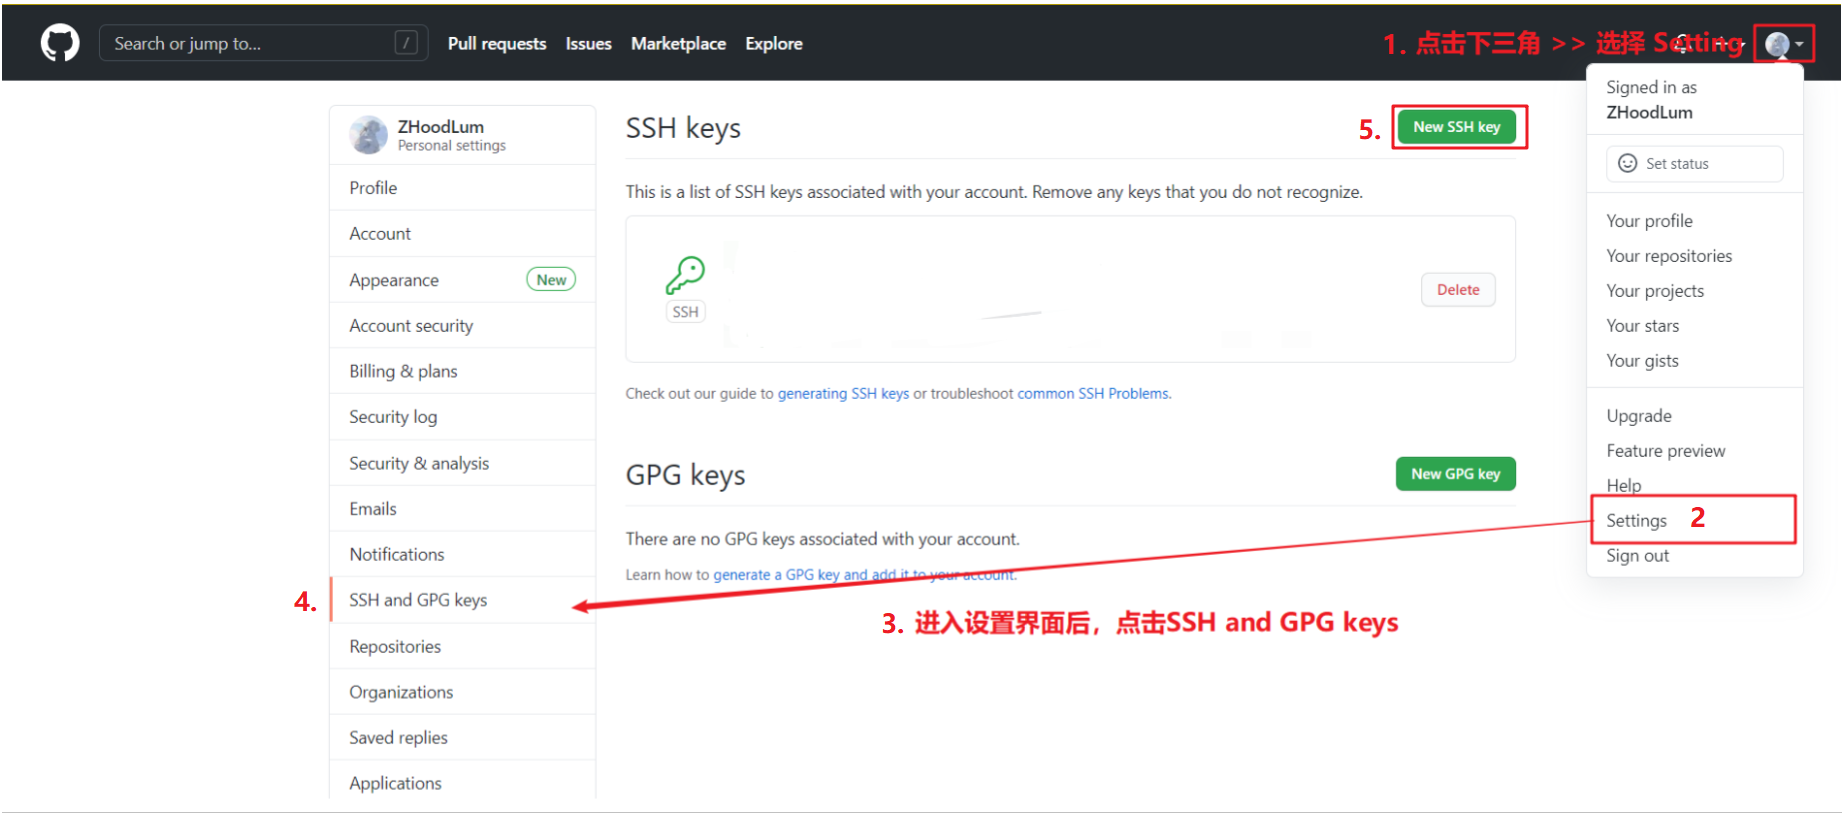 Search or jump to...
/
Pull requests
Issues
Marketplace
Explore
1. 点击下三角 >> 选择 Setting
Signed in as
ZHoodLum
Set status
Your profile
Your repositories
Your projects
Your stars
Your gists
Upgrade
Feature preview
Help
Settings
2
Sign out
ZHoodLum
Personal settings
Profile
Account
Appearance
New
Account security
Billing & plans
Security log
Security & analysis
Emails
Notifications
4.
SSH and GPG keys
Repositories
Organizations
Saved replies
Applications
SSH keys
5.
New SSH key
This is a list of SSH keys associated with your account. Remove any keys that you do not recognize.
SSH
Delete
Check out our guide to generating SSH keys or troubleshoot common SSH Problems.
GPG keys
New GPG key
There are no GPG keys associated with your account.
Learn how to generate a GPG key and add it to your account.
3. 进入设置界面后，点击SSH and GPG keys